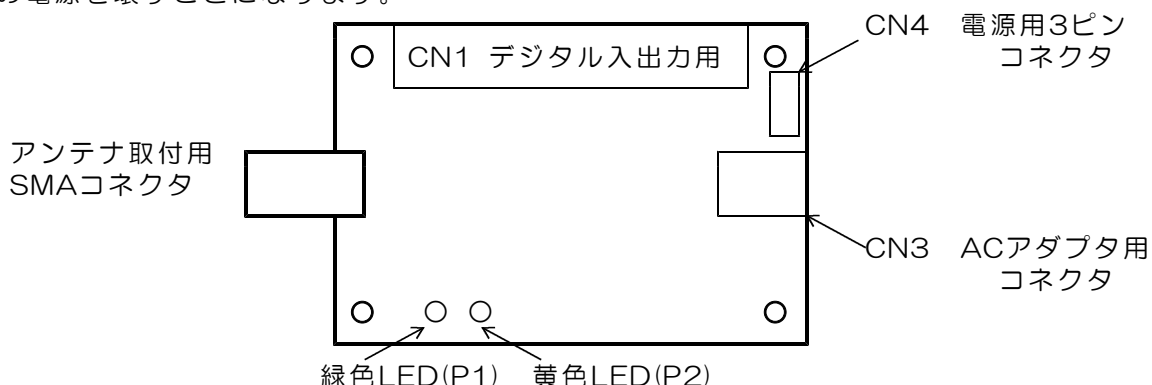 の電源を壊すことになります。
CN4 電源用3ピン
コネクタ
CN1 デジタル入出力用
アンテナ取付用
SMAコネクタ
CN3 ACアダプタ用
コネクタ
緑色LED(P1) 黄色LED(P2)